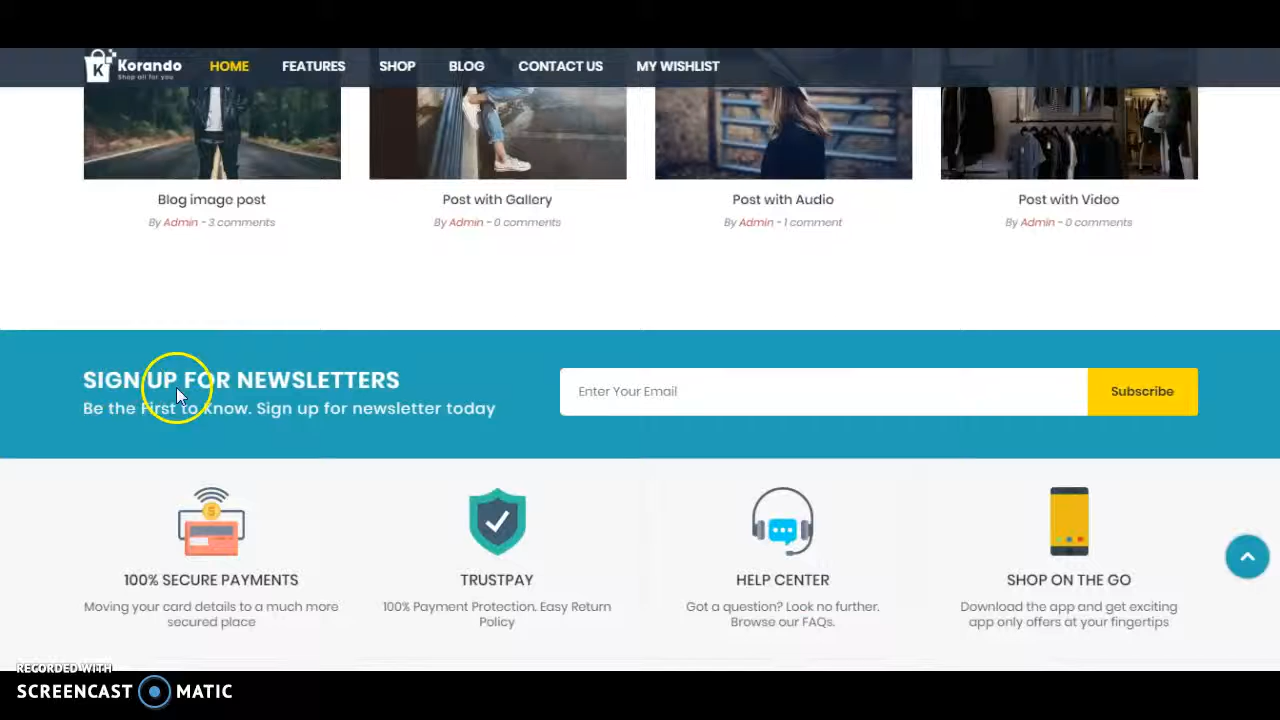 Korando
Shop all for you
HOME FEATURES SHOP BLOG CONTACT US MY WISHLIST
Blog image post Post with Gallery Post with Audio Post with Video
By Admin - 3 comments By Admin - 0 comments By Admin - 1 comment By Admin - 0 comments
SIGN UP FOR NEWSLETTERS
Be the First to Know. Sign up for newsletter today
Enter Your Email Subscribe
100% SECURE PAYMENTS
Moving your card details to a much more
secured place
TRUSTPAY
100% Payment Protection. Easy Return
Policy
HELP CENTER
Got a question? Look no further.
Browse our FAQs.
SHOP ON THE GO
Download the app and get exciting
app only offers at your fingertips
RECORDED WITH
SCREENCAST MATIC